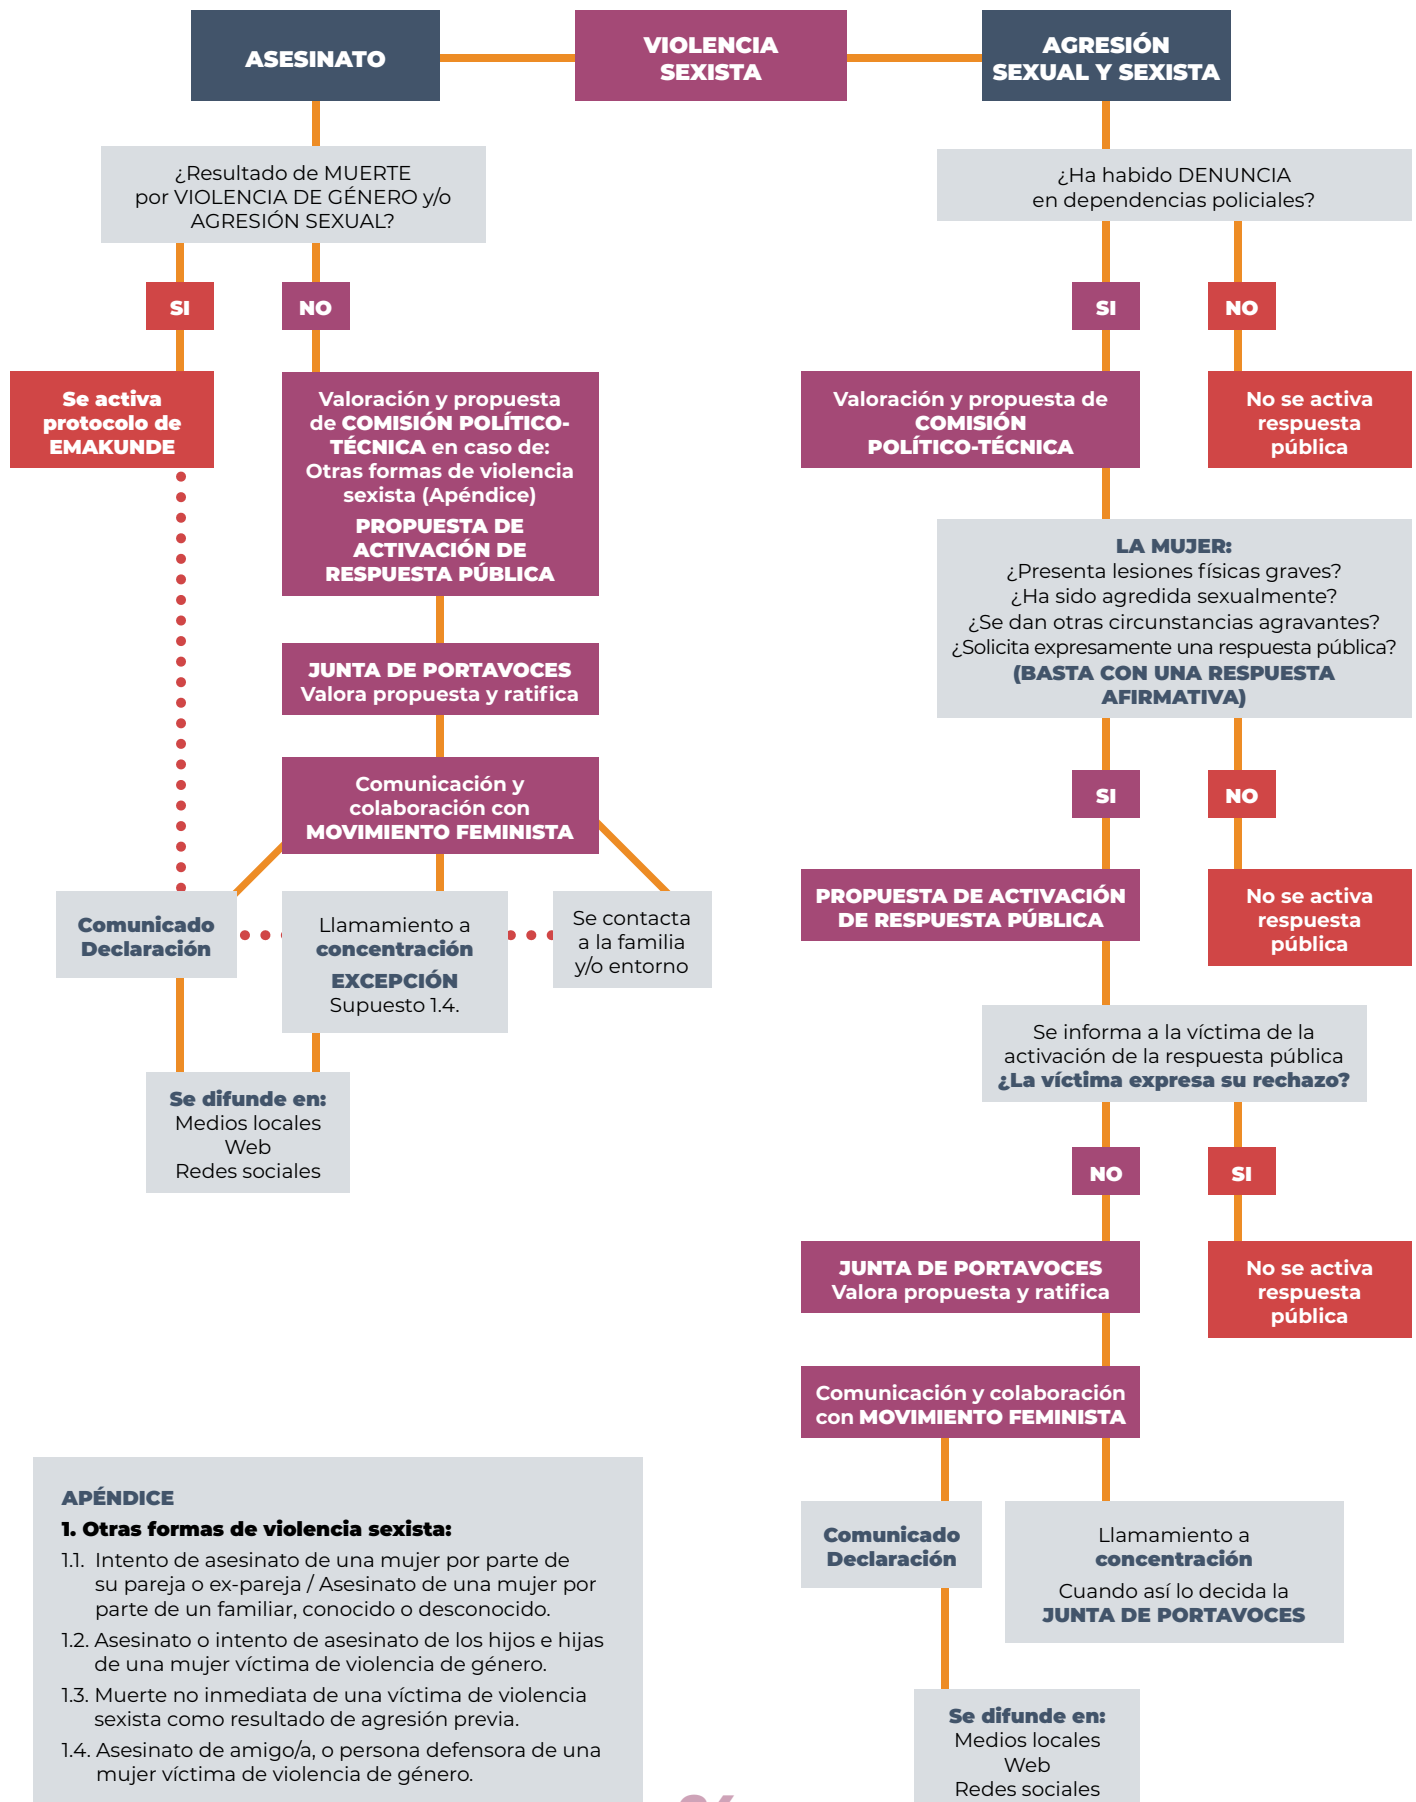 VIOLENCIA
SEXISTA
ASESINATO
¿Resultado de MUERTE
por VIOLENCIA DE GÉNERO y/o
AGRESIÓN SEXUAL?
SI
NO
Se activa
protocolo de
EMAKUNDE
Valoración y propuesta
de COMISIÓN POLÍTICO-
TÉCNICA en caso de:
Otras formas de violencia
sexista (Apéndice)
PROPUESTA DE
ACTIVACIÓN DE
RESPUESTA PÚBLICA
JUNTA DE PORTAVOCES
Valora propuesta y ratifica
Comunicación y
colaboración con
MOVIMIENTO FEMINISTA
Comunicado
Declaración
Llamamiento a
concentración
EXCEPCIÓN
Supuesto 1.4.
Se contacta
a la familia
y/o entorno
Se difunde en:
Medios locales
Web
Redes sociales
AGRESIÓN
SEXUAL Y SEXISTA
¿Ha habido DENUNCIA
en dependencias policiales?
SI
NO
Valoración y propuesta de
COMISIÓN
POLÍTICO-TÉCNICA
No se activa
respuesta
pública
LA MUJER:
¿Presenta lesiones físicas graves?
¿Ha sido agredida sexualmente?
¿Se dan otras circunstancias agravantes?
¿Solicita expresamente una respuesta pública?
(BASTA CON UNA RESPUESTA
AFIRMATIVA)
SI
NO
PROPUESTA DE ACTIVACIÓN
DE RESPUESTA PÚBLICA
No se activa
respuesta
pública
Se informa a la víctima de la
activación de la respuesta pública
¿La víctima expresa su rechazo?
NO
SI
JUNTA DE PORTAVOCES
Valora propuesta y ratifica
No se activa
respuesta
pública
Comunicación y colaboración
con MOVIMIENTO FEMINISTA
Comunicado
Declaración
Llamamiento a
concentración
Cuando así lo decida la
JUNTA DE PORTAVOCES
Se difunde en:
Medios locales
Web
Redes sociales
APÉNDICE
1. Otras formas de violencia sexista:
1.1. Intento de asesinato de una mujer por parte de
su pareja o ex-pareja / Asesinato de una mujer por
parte de un familiar, conocido o desconocido.
1.2. Asesinato o intento de asesinato de los hijos e hijas
de una mujer víctima de violencia de género.
1.3. Muerte no inmediata de una víctima de violencia
sexista como resultado de agresión previa.
1.4. Asesinato de amigo/a, o persona defensora de una
mujer víctima de violencia de género.